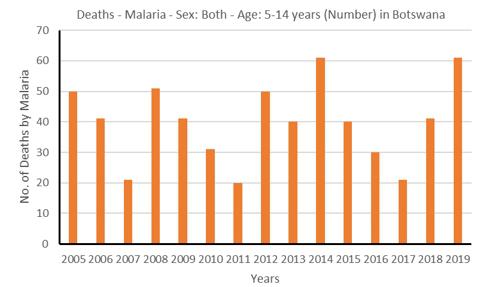 Deaths - Malaria - Sex: Both - Age: 5-14 years (Number) in Botswana
No. of Deaths by Malaria
70
60
50
40
30
20
10
0
2005 2006 2007 2008 2009 2010 2011 2012 2013 2014 2015 2016 2017 2018 2019
Years